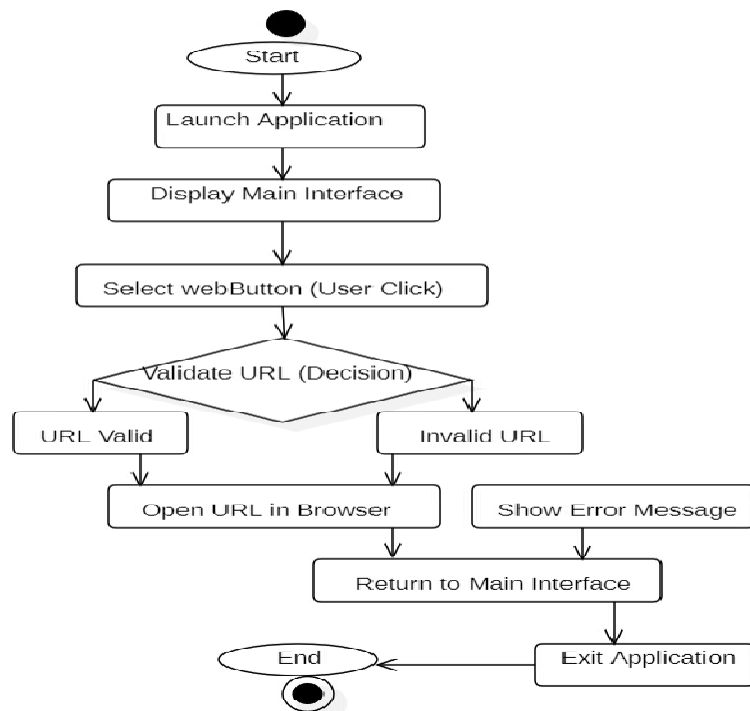 Start
Launch Application
Display Main Interface
Select webButton (User Click)
Validate URL (Decision)
URL Valid
Invalid URL
Open URL in Browser
Show Error Message
Return to Main Interface
End
Exit Application